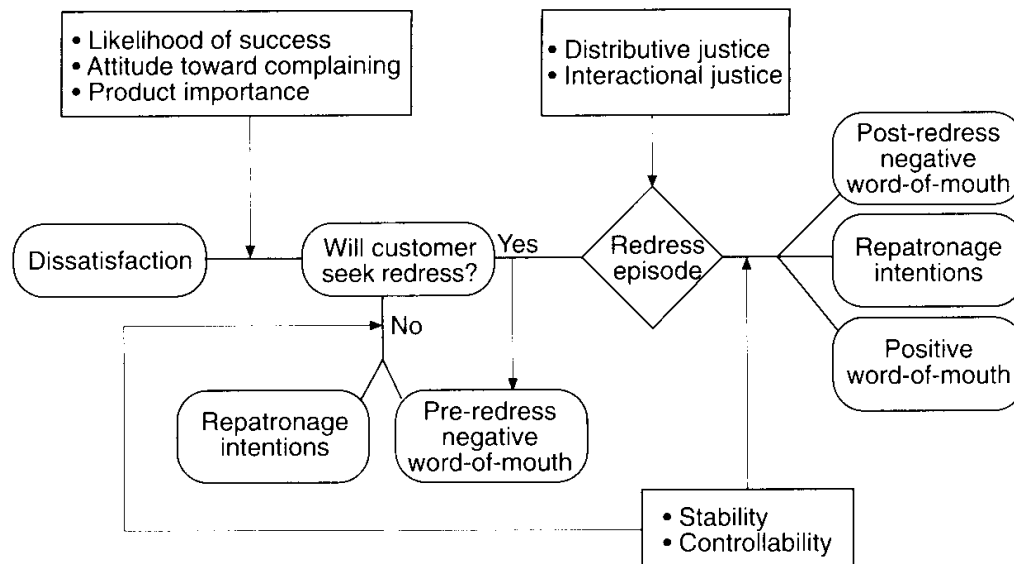 • Likelihood of success
• Attitude toward complaining
• Product importance
• Distributive justice
• Interactional justice
Dissatisfaction
Will customer
seek redress?
Yes
No
Redress
episode
Post-redress
negative
word-of-mouth
Repatronage
intentions
Positive
word-of-mouth
Repatronage
intentions
Pre-redress
negative
word-of-mouth
• Stability
• Controllability